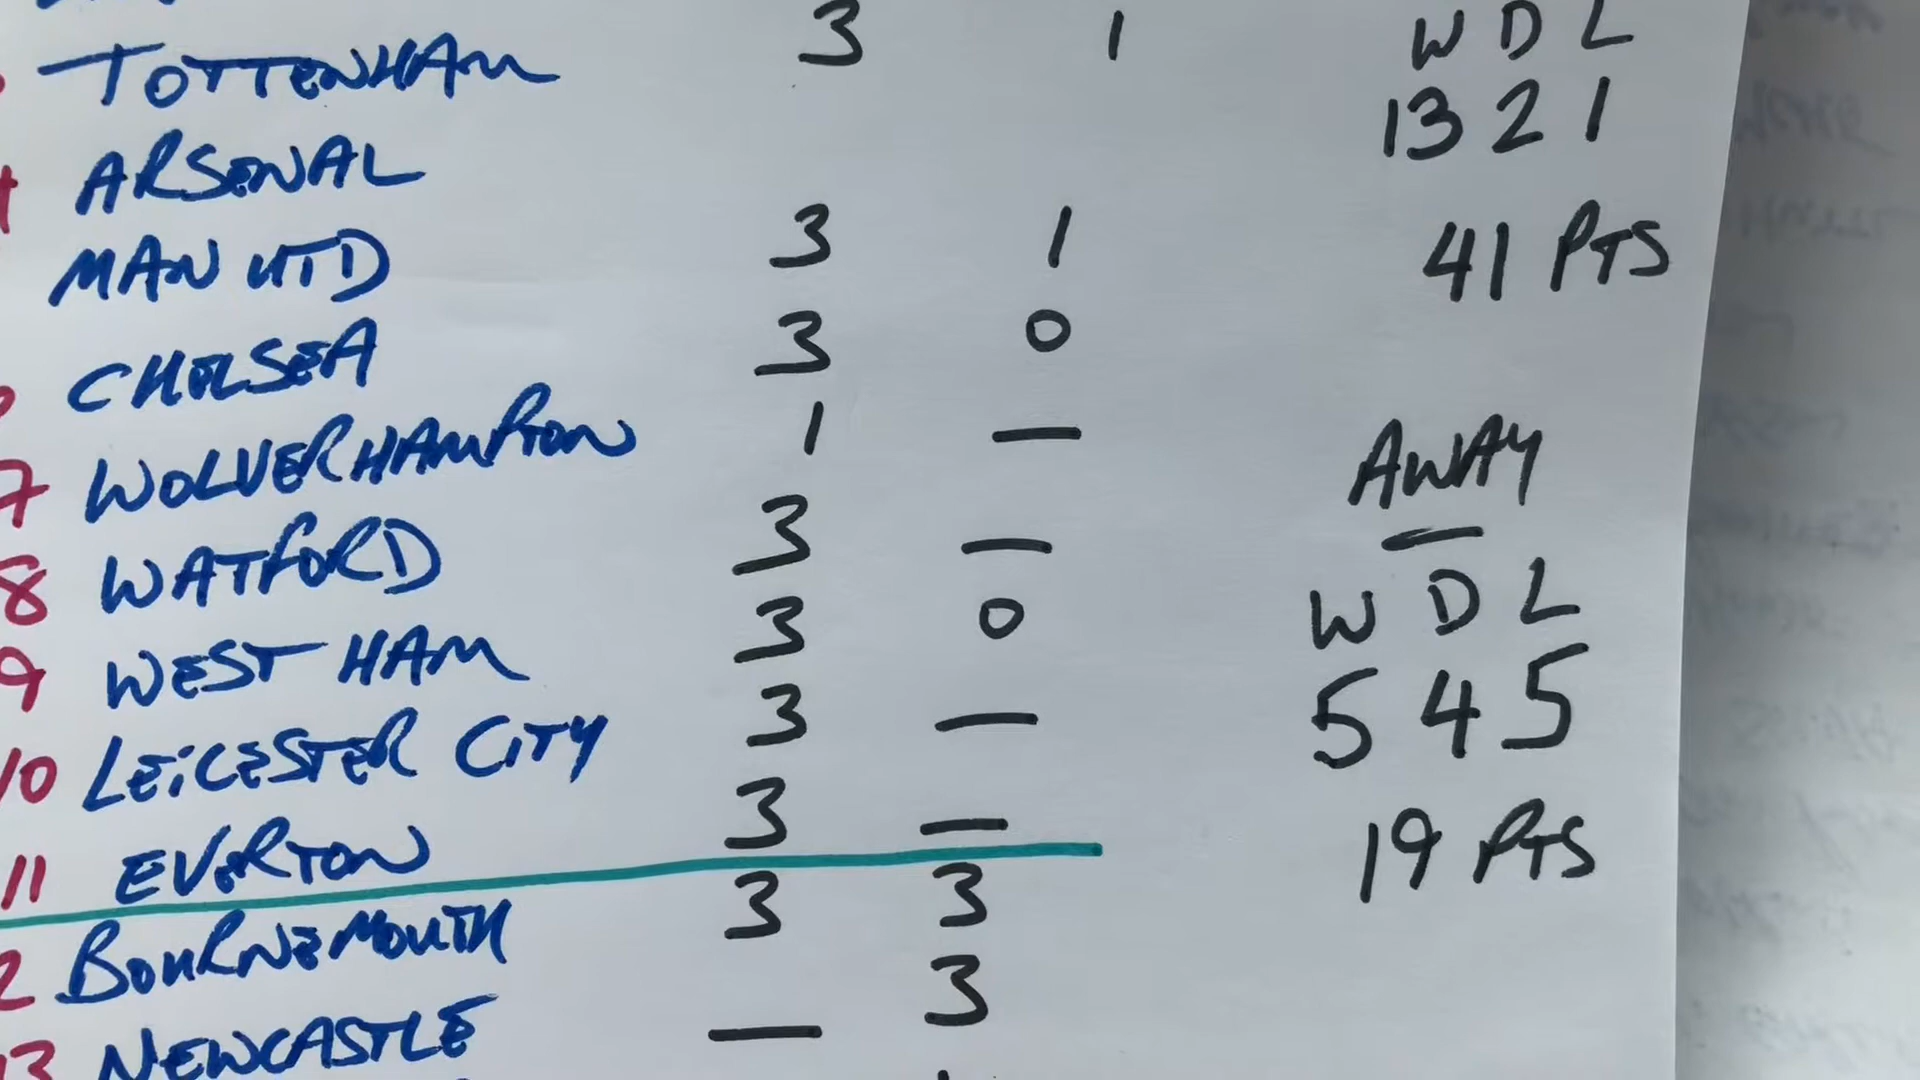 TOTTENHAM 3 1 W D L
ARSENAL 13 2 1
MAN UTD 3 1 41 PTS
CHELSEA 3 0
7 WOLVERHAMPTON 1 — AWAY
8 WATFORD 3 —
9 WEST HAM 3 0 W D L
10 LEICESTER CITY 3 — 5 4 5
11 EVERTON 3 — 19 PTS
2 BOURNEMOUTH 3 3
13 NEWCASTLE — 3